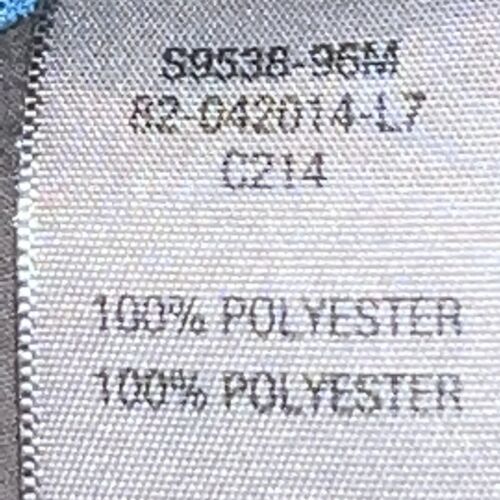 S9538-96M
82-042014-L7
C214
100% POLYESTER
100% POLYESTER